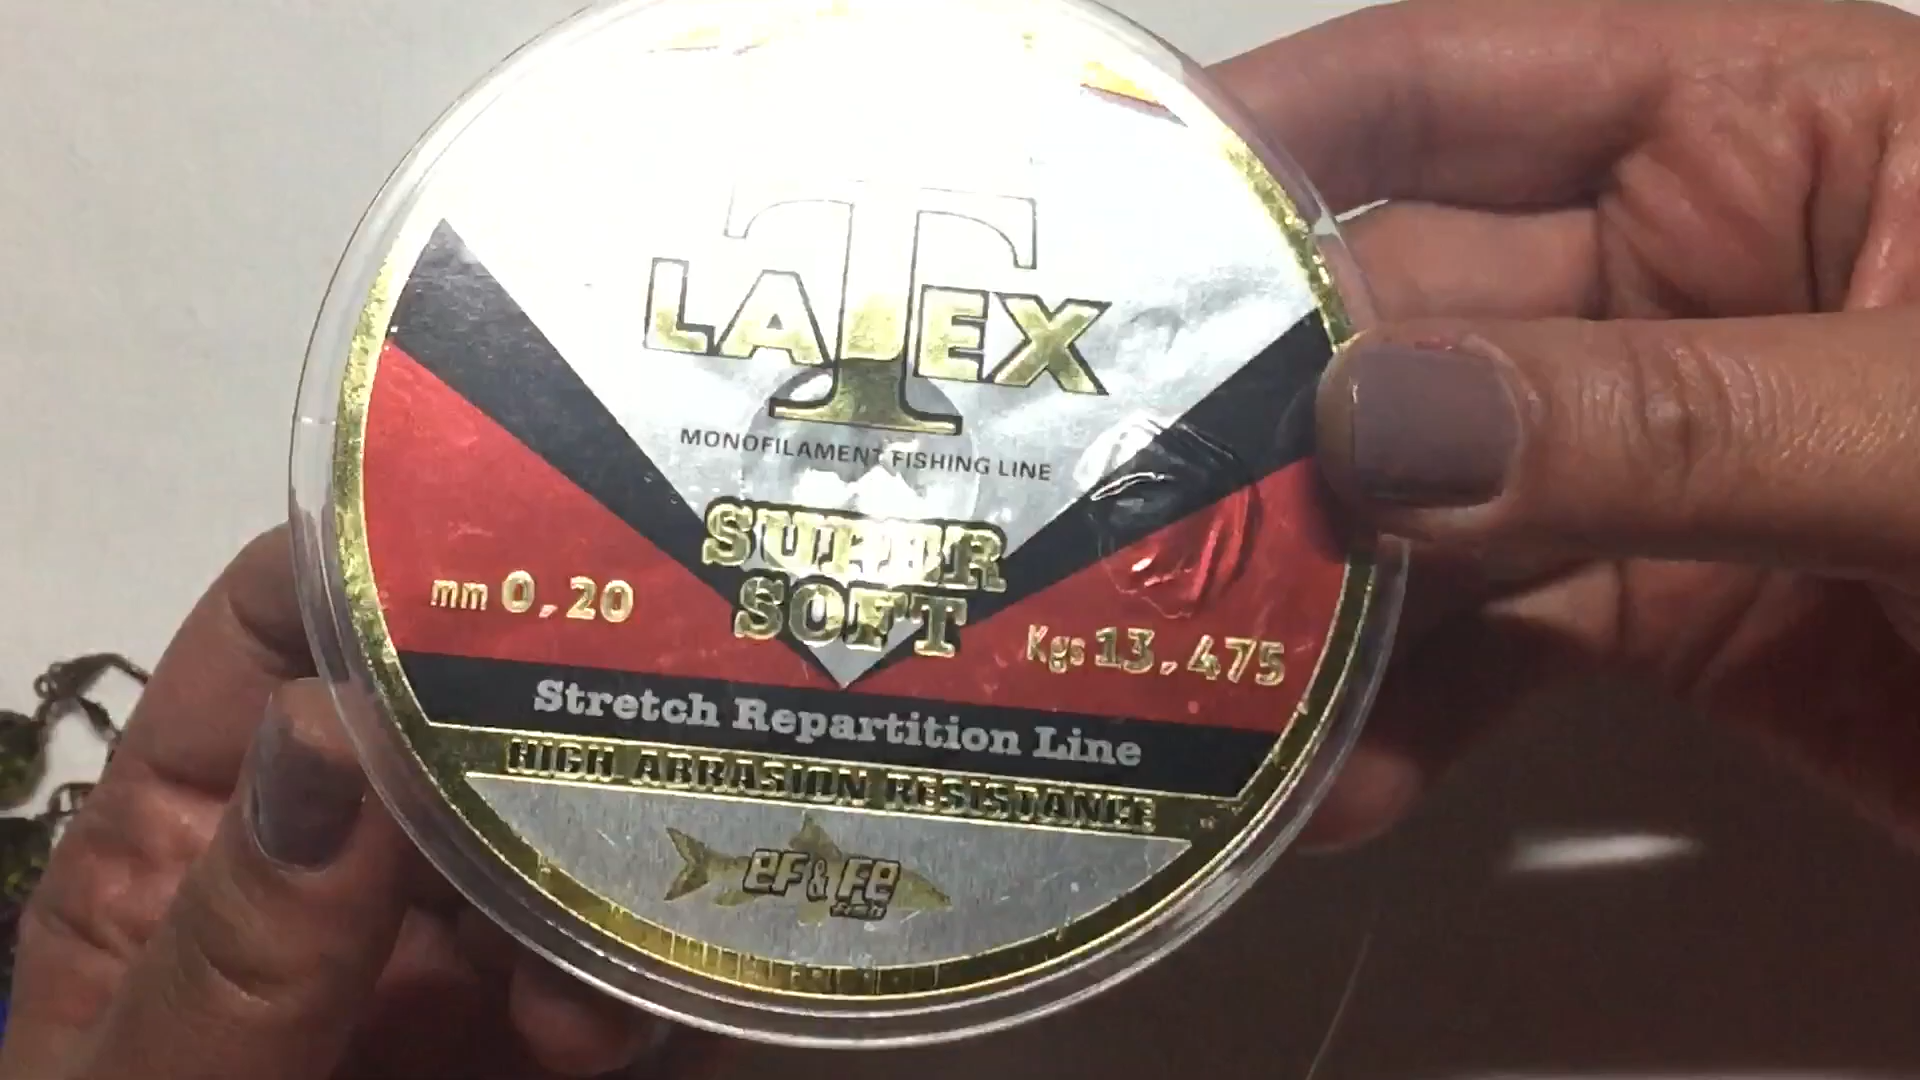 LATEX
MONOFILAMENT FISHING LINE
SUPER
SOFT
mm 0,20
Kgs 13,475
Stretch Repartition Line
HIGH ABRASION RESISTANCE
EF & FE